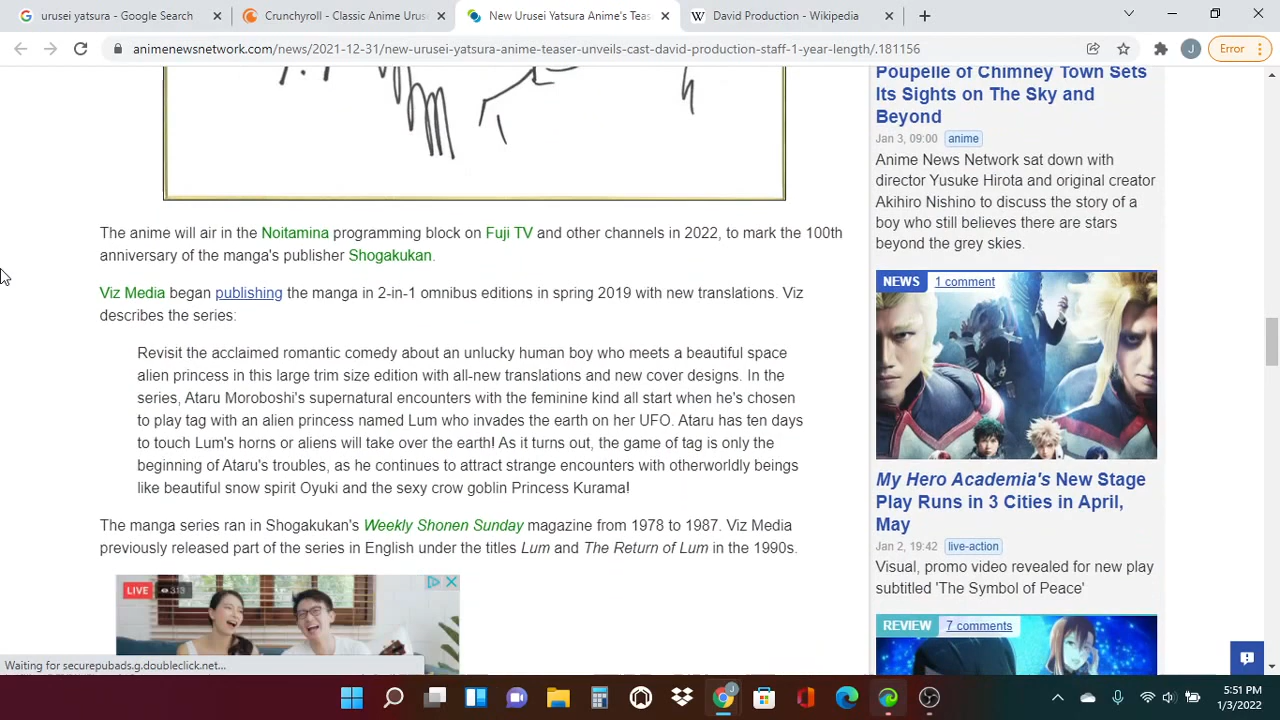 urusei yatsura - Google Search
Crunchyroll - Classic Anime Uruse
New Urusei Yatsura Anime's Teas
David Production - Wikipedia
animenewsnetwork.com/news/2021-12-31/new-urusei-yatsura-anime-teaser-unveils-cast-david-production-staff-1-year-length/.181156
J
Error
The anime will air in the Noitamina programming block on Fuji TV and other channels in 2022, to mark the 100th
anniversary of the manga's publisher Shogakukan.
Viz Media began publishing the manga in 2-in-1 omnibus editions in spring 2019 with new translations. Viz
describes the series:
Revisit the acclaimed romantic comedy about an unlucky human boy who meets a beautiful space
alien princess in this large trim size edition with all-new translations and new cover designs. In the
series, Ataru Moroboshi's supernatural encounters with the feminine kind all start when he's chosen
to play tag with an alien princess named Lum who invades the earth on her UFO. Ataru has ten days
to touch Lum's horns or aliens will take over the earth! As it turns out, the game of tag is only the
beginning of Ataru's troubles, as he continues to attract strange encounters with otherworldly beings
like beautiful snow spirit Oyuki and the sexy crow goblin Princess Kurama!
The manga series ran in Shogakukan's Weekly Shonen Sunday magazine from 1978 to 1987. Viz Media
previously released part of the series in English under the titles Lum and The Return of Lum in the 1990s.
LIVE 313
Poupelle of Chimney Town Sets
Its Sights on The Sky and
Beyond
Jan 3, 09:00 anime
Anime News Network sat down with
director Yusuke Hirota and original creator
Akihiro Nishino to discuss the story of a
boy who still believes there are stars
beyond the grey skies.
NEWS 1 comment
My Hero Academia's New Stage
Play Runs in 3 Cities in April,
May
Jan 2, 19:42 live-action
Visual, promo video revealed for new play
subtitled 'The Symbol of Peace'
REVIEW 7 comments
Waiting for securepubads.g.doubleclick.net...
5:51 PM
1/3/2022